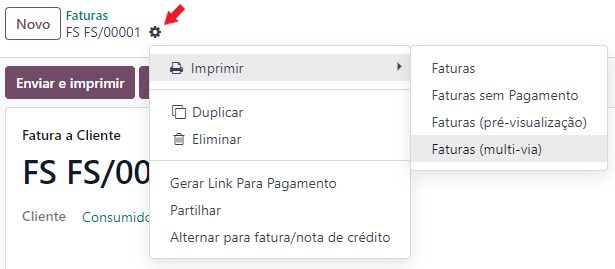 Novo
Faturas
FS FS/00001
Enviar e imprimir
Imprimir
Faturas
Faturas sem Pagamento
Faturas (pré-visualização)
Faturas (multi-via)
Duplicar
Eliminar
Fatura a Cliente
FS FS/00
Gerar Link Para Pagamento
Cliente
Consumido
Partilhar
Alternar para fatura/nota de crédito